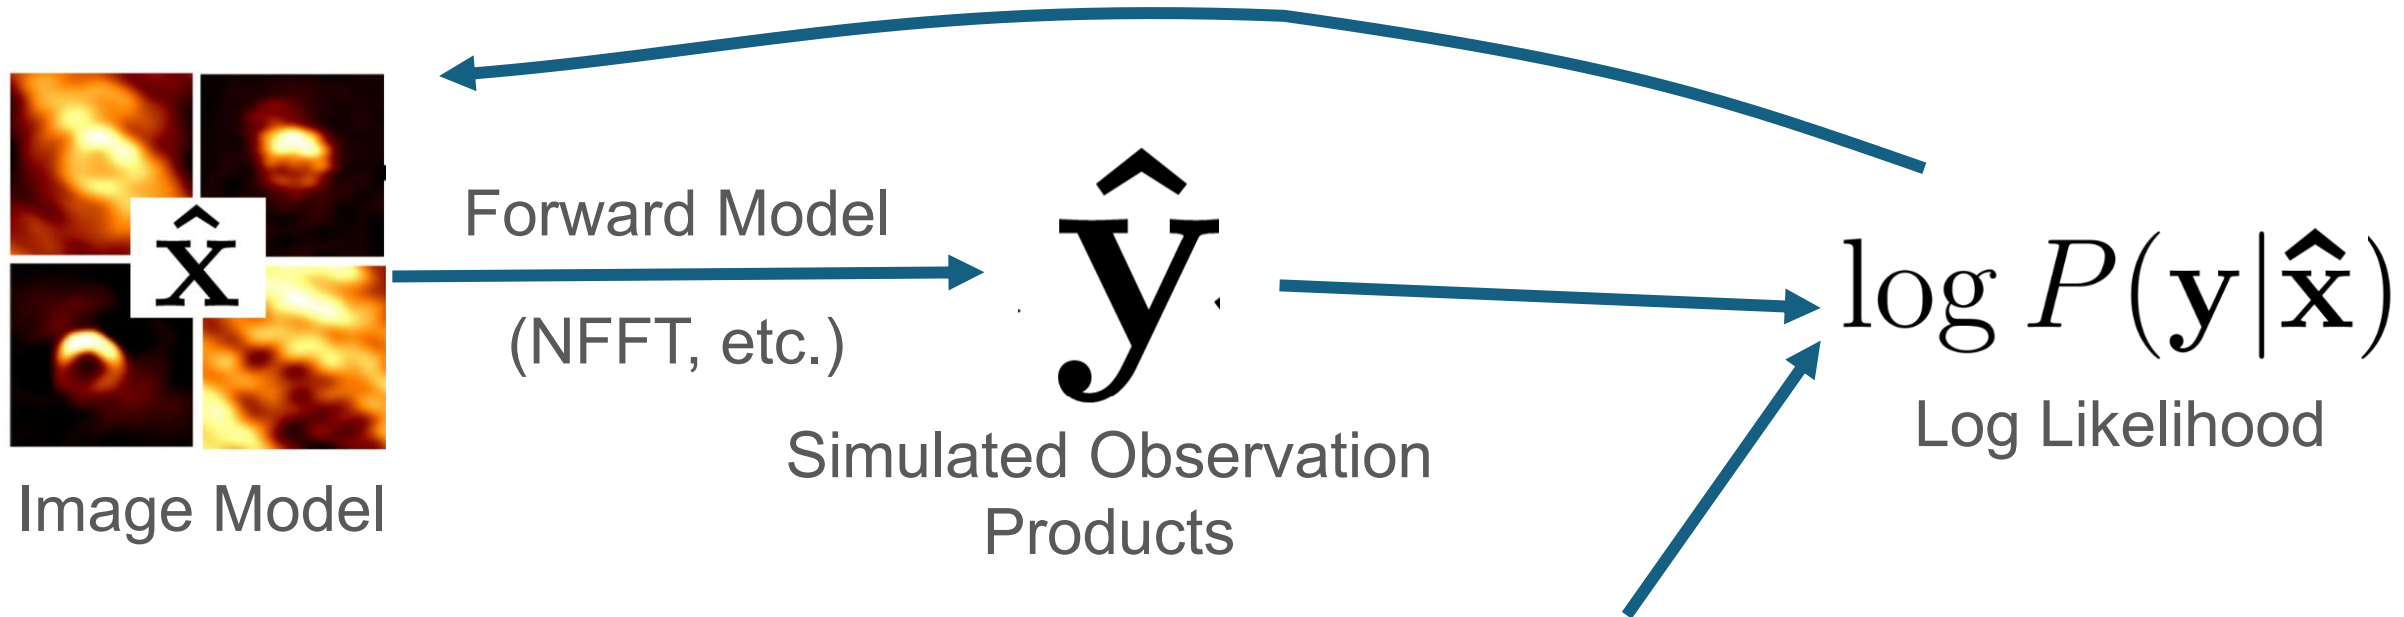 x̂
Image Model
Forward Model
(NFFT, etc.)
ŷ
Simulated Observation
Products
log P(y|x̂)
Log Likelihood